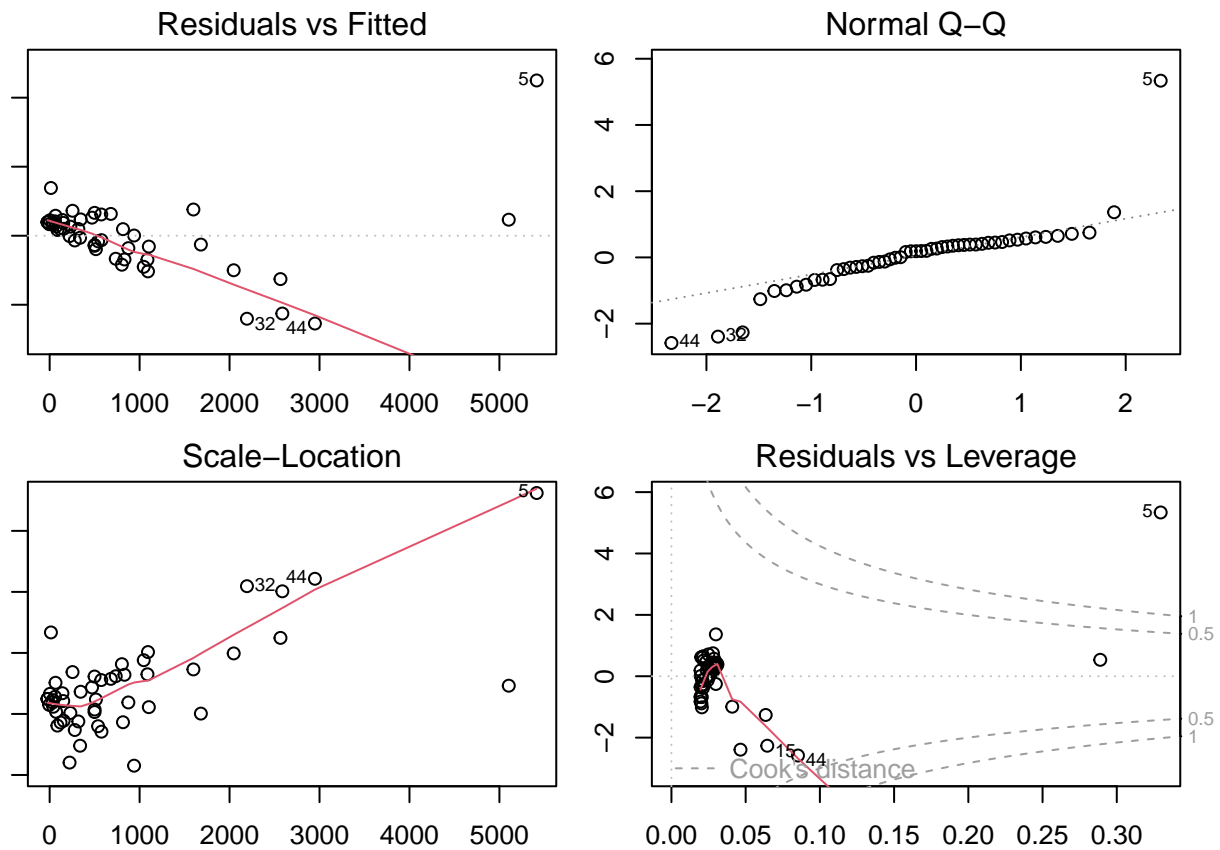 Residuals vs Fitted
5
32
44
0 1000 2000 3000 4000 5000
Normal Q−Q
6
4
2
0
−2
5
44
32
−2 −1 0 1 2
Scale−Location
5
32
44
0 1000 2000 3000 4000 5000
Residuals vs Leverage
6
4
2
0
−2
5
15
44
Cook's distance
1
0.5
0.5
1
0.00 0.05 0.10 0.15 0.20 0.25 0.30